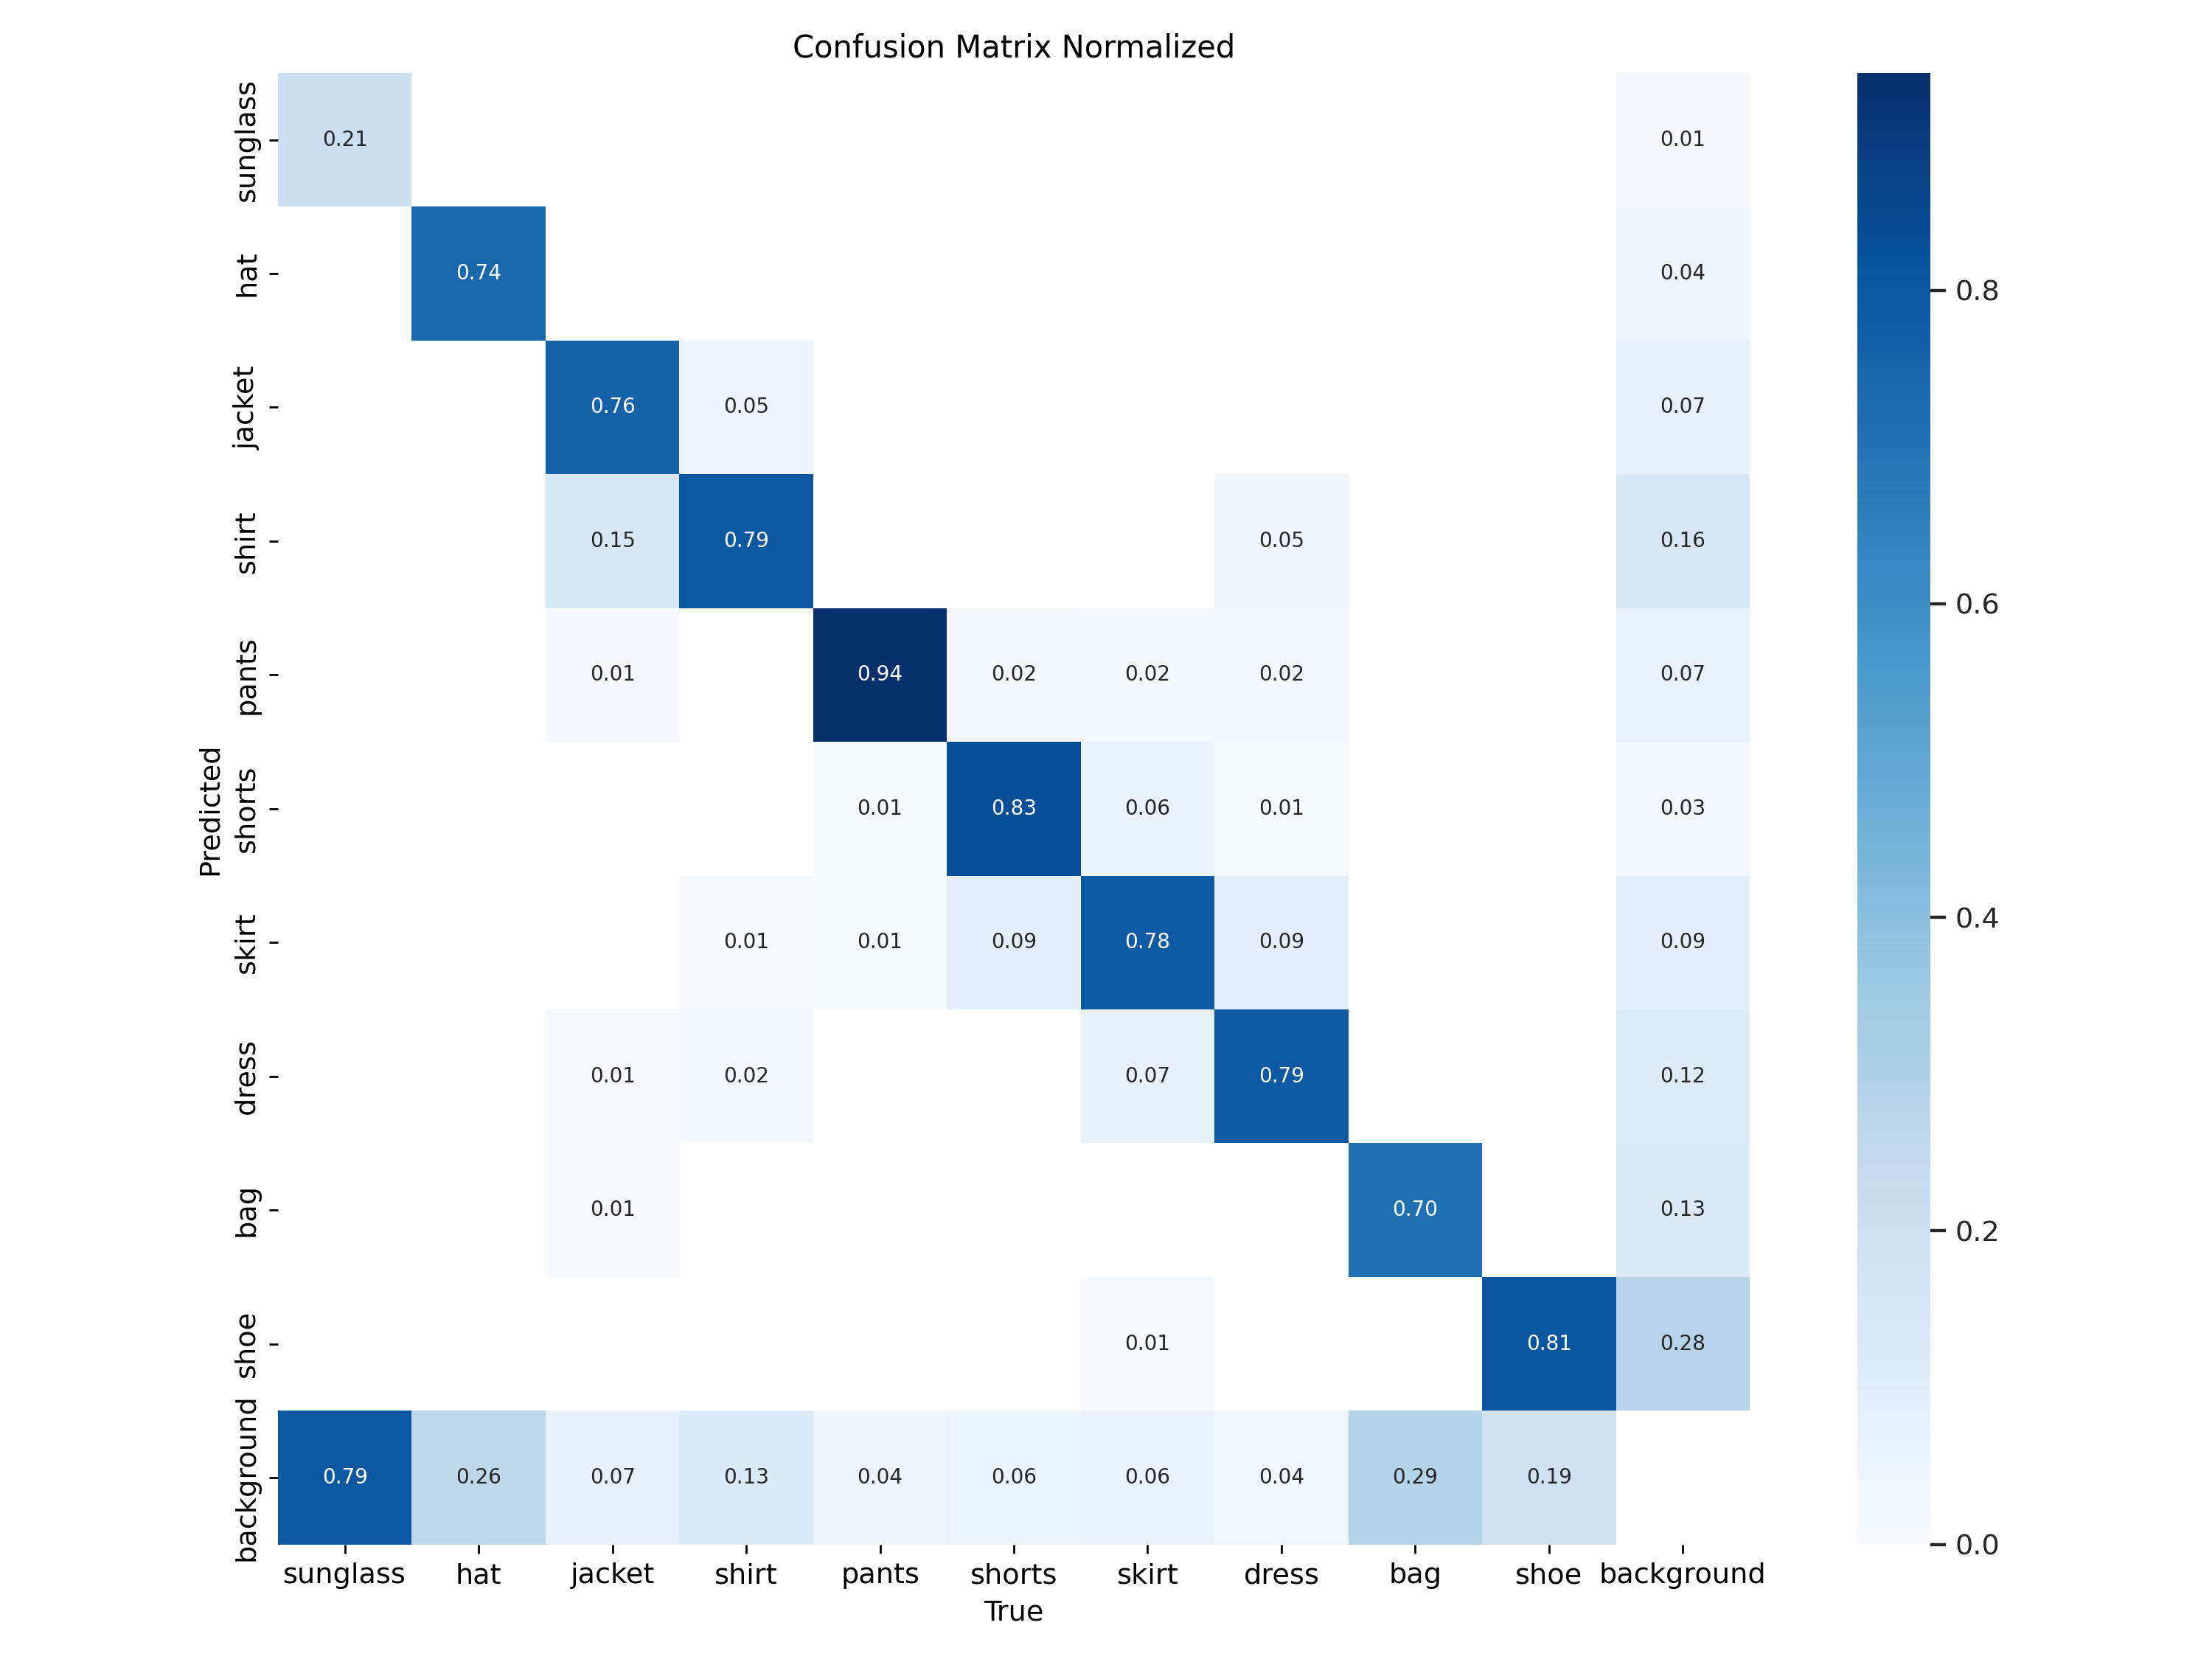 Confusion Matrix Normalized
sunglass 0.21 0.01
hat 0.74 0.04 0.8
jacket 0.76 0.05 0.07
shirt 0.15 0.79 0.05 0.16
0.6
pants 0.01 0.94 0.02 0.02 0.02 0.07
Predicted
shorts 0.01 0.83 0.06 0.01 0.03
0.4
skirt 0.01 0.01 0.09 0.78 0.09 0.09
dress 0.01 0.02 0.07 0.79 0.12
bag 0.01 0.70 0.13
0.2
shoe 0.01 0.81 0.28
background 0.79 0.26 0.07 0.13 0.04 0.06 0.06 0.04 0.29 0.19
0.0
sunglass hat jacket shirt pants shorts skirt dress bag shoe background
True